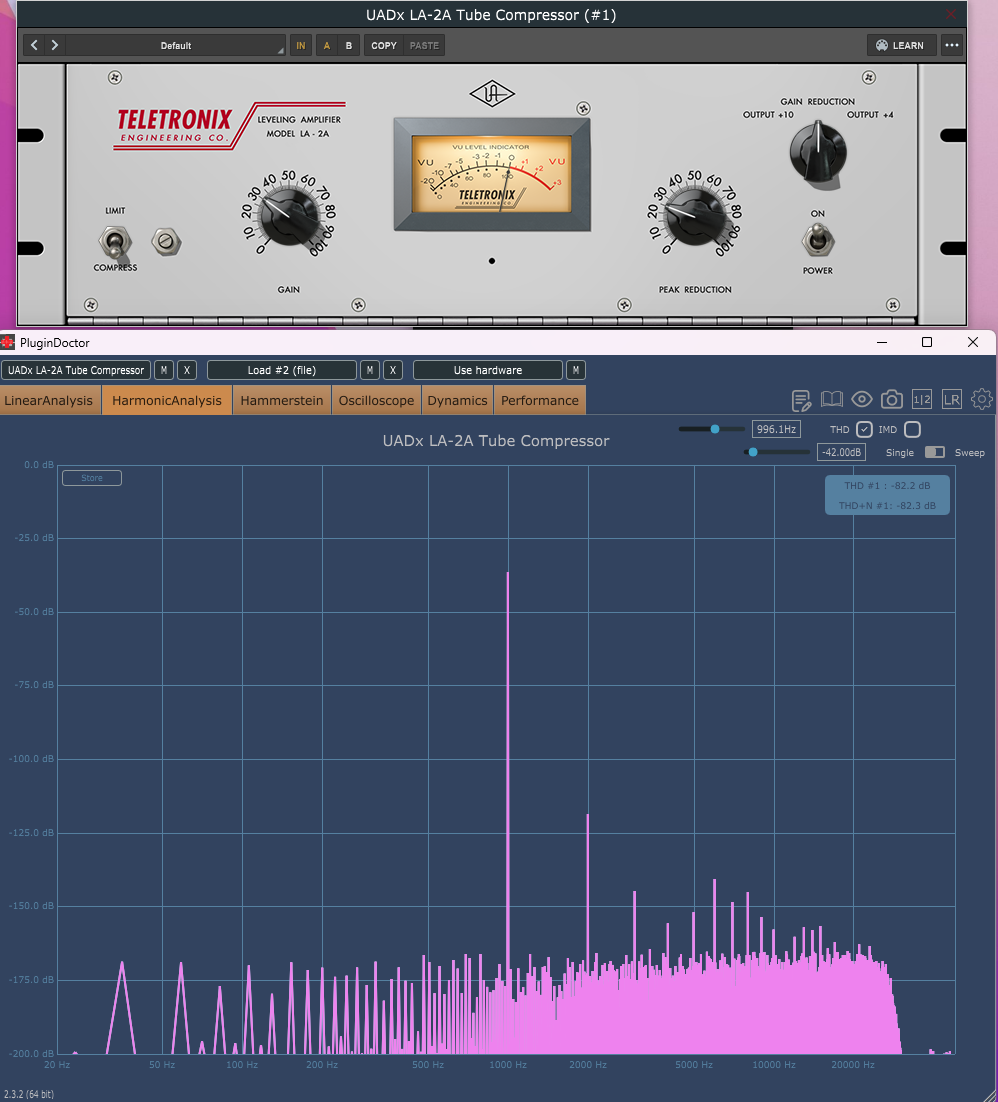 UADx LA-2A Tube Compressor (#1)
Default
IN
A
B
COPY
PASTE
LEARN
TELETRONIX
ENGINEERING CO.
LEVELING AMPLIFIER
MODEL LA - 2A
UA
VU LEVEL INDICATOR
VU
-20 -10 -7 -5 -3 -2 -1 0 +1 +2 +3
VU
0 40 60 80 100
TELETRONIX
ENGINEERING CO.
GAIN REDUCTION
OUTPUT +10
OUTPUT +4
LIMIT
COMPRESS
0 10 20 30 40 50 60 70 80 90 100
GAIN
0 10 20 30 40 50 60 70 80 90 100
PEAK REDUCTION
ON
POWER
PluginDoctor
UADx LA-2A Tube Compressor
M
X
Load #2 (file)
M
X
Use hardware
M
LinearAnalysis
HarmonicAnalysis
Hammerstein
Oscilloscope
Dynamics
Performance
1|2
LR
UADx LA-2A Tube Compressor
996.1Hz
THD
IMD
-42.00dB
Single
Sweep
Store
THD #1 : -82.2 dB
THD+N #1: -82.3 dB
0.0 dB
-25.0 dB
-50.0 dB
-75.0 dB
-100.0 dB
-125.0 dB
-150.0 dB
-175.0 dB
-200.0 dB
20 Hz
50 Hz
100 Hz
200 Hz
500 Hz
1000 Hz
2000 Hz
5000 Hz
10000 Hz
20000 Hz
2.3.2 (64 bit)